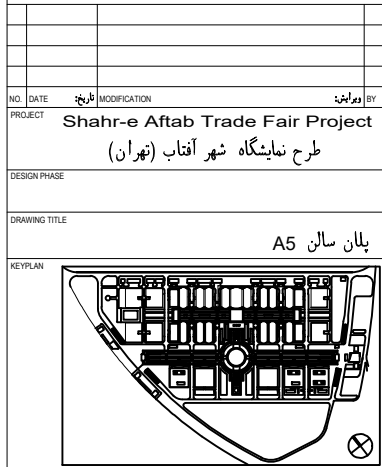 NO. DATE تاریخ: MODIFICATION ویرایش: BY
PROJECT
Shahr-e Aftab Trade Fair Project
طرح نمایشگاه شهر آفتاب (تهران)
DESIGN PHASE
DRAWING TITLE
پلان سالن A5
KEYPLAN